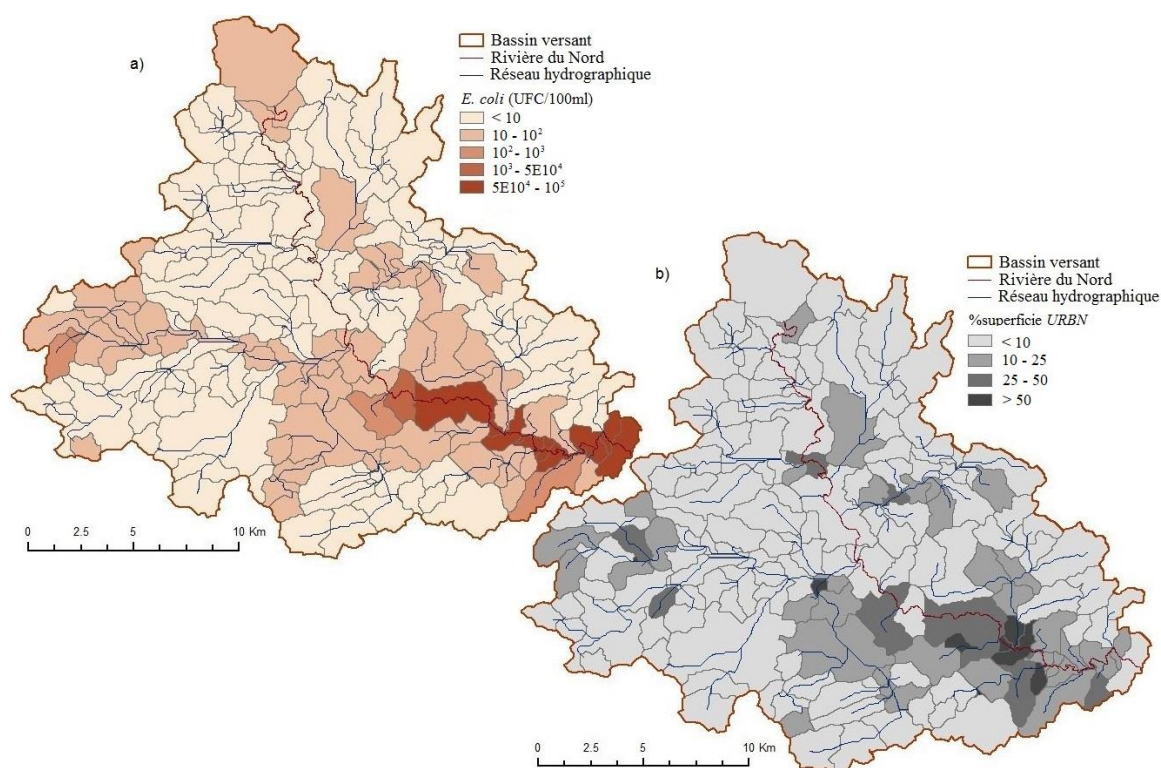 a)
Bassin versant
Rivière du Nord
Réseau hydrographique
E. coli (UFC/100ml)
< 10
10 - 10²
10² - 10³
10³ - 5E10⁴
5E10⁴ - 10⁵
0 2.5 5 10 Km
b)
Bassin versant
Rivière du Nord
Réseau hydrographique
%superficie URBN
< 10
10 - 25
25 - 50
> 50
0 2.5 5 10 Km